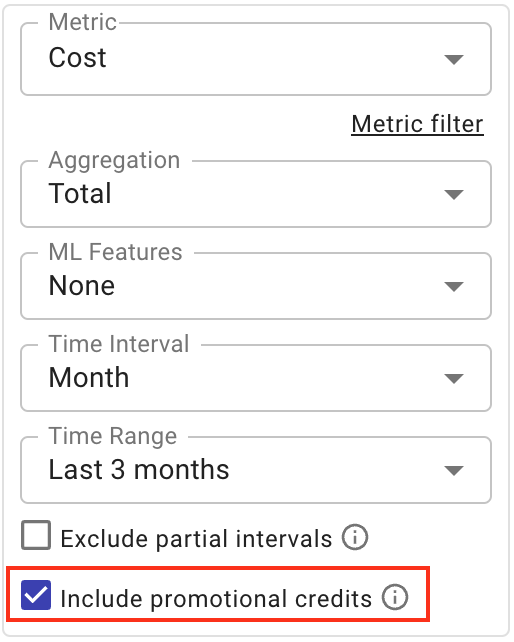 Metric
Cost
Metric filter
Aggregation
Total
ML Features
None
Time Interval
Month
Time Range
Last 3 months
Exclude partial intervals
Include promotional credits